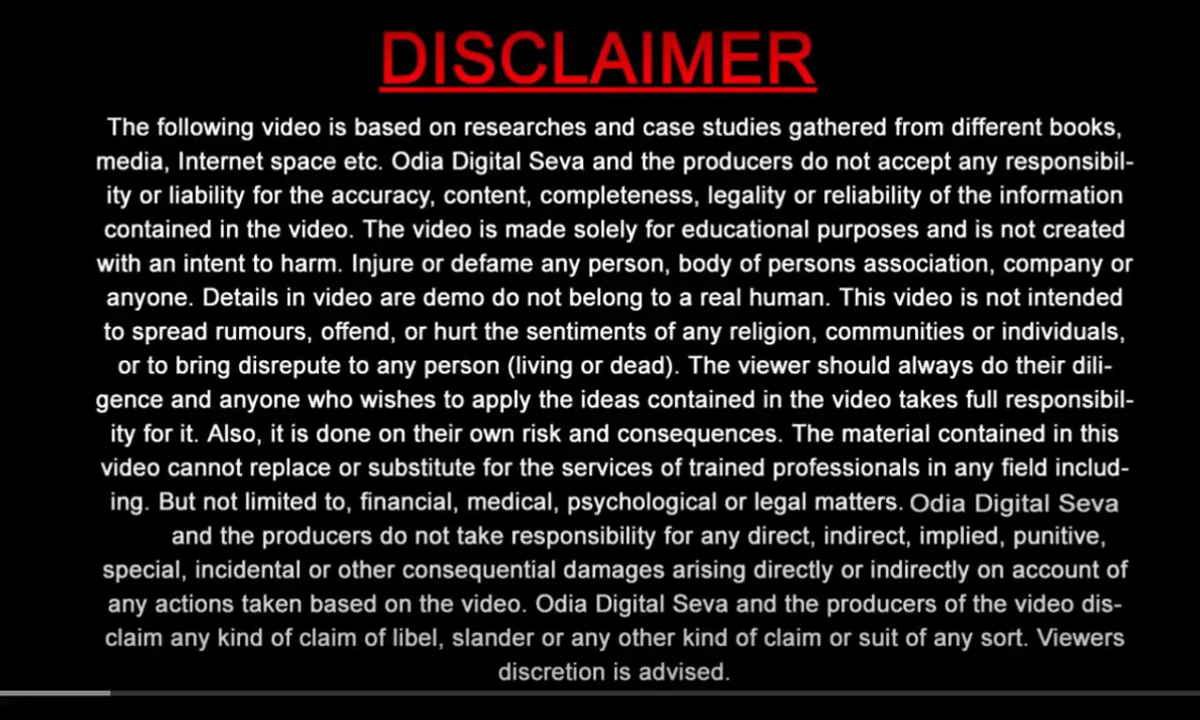 DISCLAIMER
The following video is based on researches and case studies gathered from different books,
media, Internet space etc. Odia Digital Seva and the producers do not accept any responsibil-
ity or liability for the accuracy, content, completeness, legality or reliability of the information
contained in the video. The video is made solely for educational purposes and is not created
with an intent to harm. Injure or defame any person, body of persons association, company or
anyone. Details in video are demo do not belong to a real human. This video is not intended
to spread rumours, offend, or hurt the sentiments of any religion, communities or individuals,
or to bring disrepute to any person (living or dead). The viewer should always do their dili-
gence and anyone who wishes to apply the ideas contained in the video takes full responsibil-
ity for it. Also, it is done on their own risk and consequences. The material contained in this
video cannot replace or substitute for the services of trained professionals in any field includ-
ing. But not limited to, financial, medical, psychological or legal matters. Odia Digital Seva
and the producers do not take responsibility for any direct, indirect, implied, punitive,
special, incidental or other consequential damages arising directly or indirectly on account of
any actions taken based on the video. Odia Digital Seva and the producers of the video dis-
claim any kind of claim of libel, slander or any other kind of claim or suit of any sort. Viewers
discretion is advised.